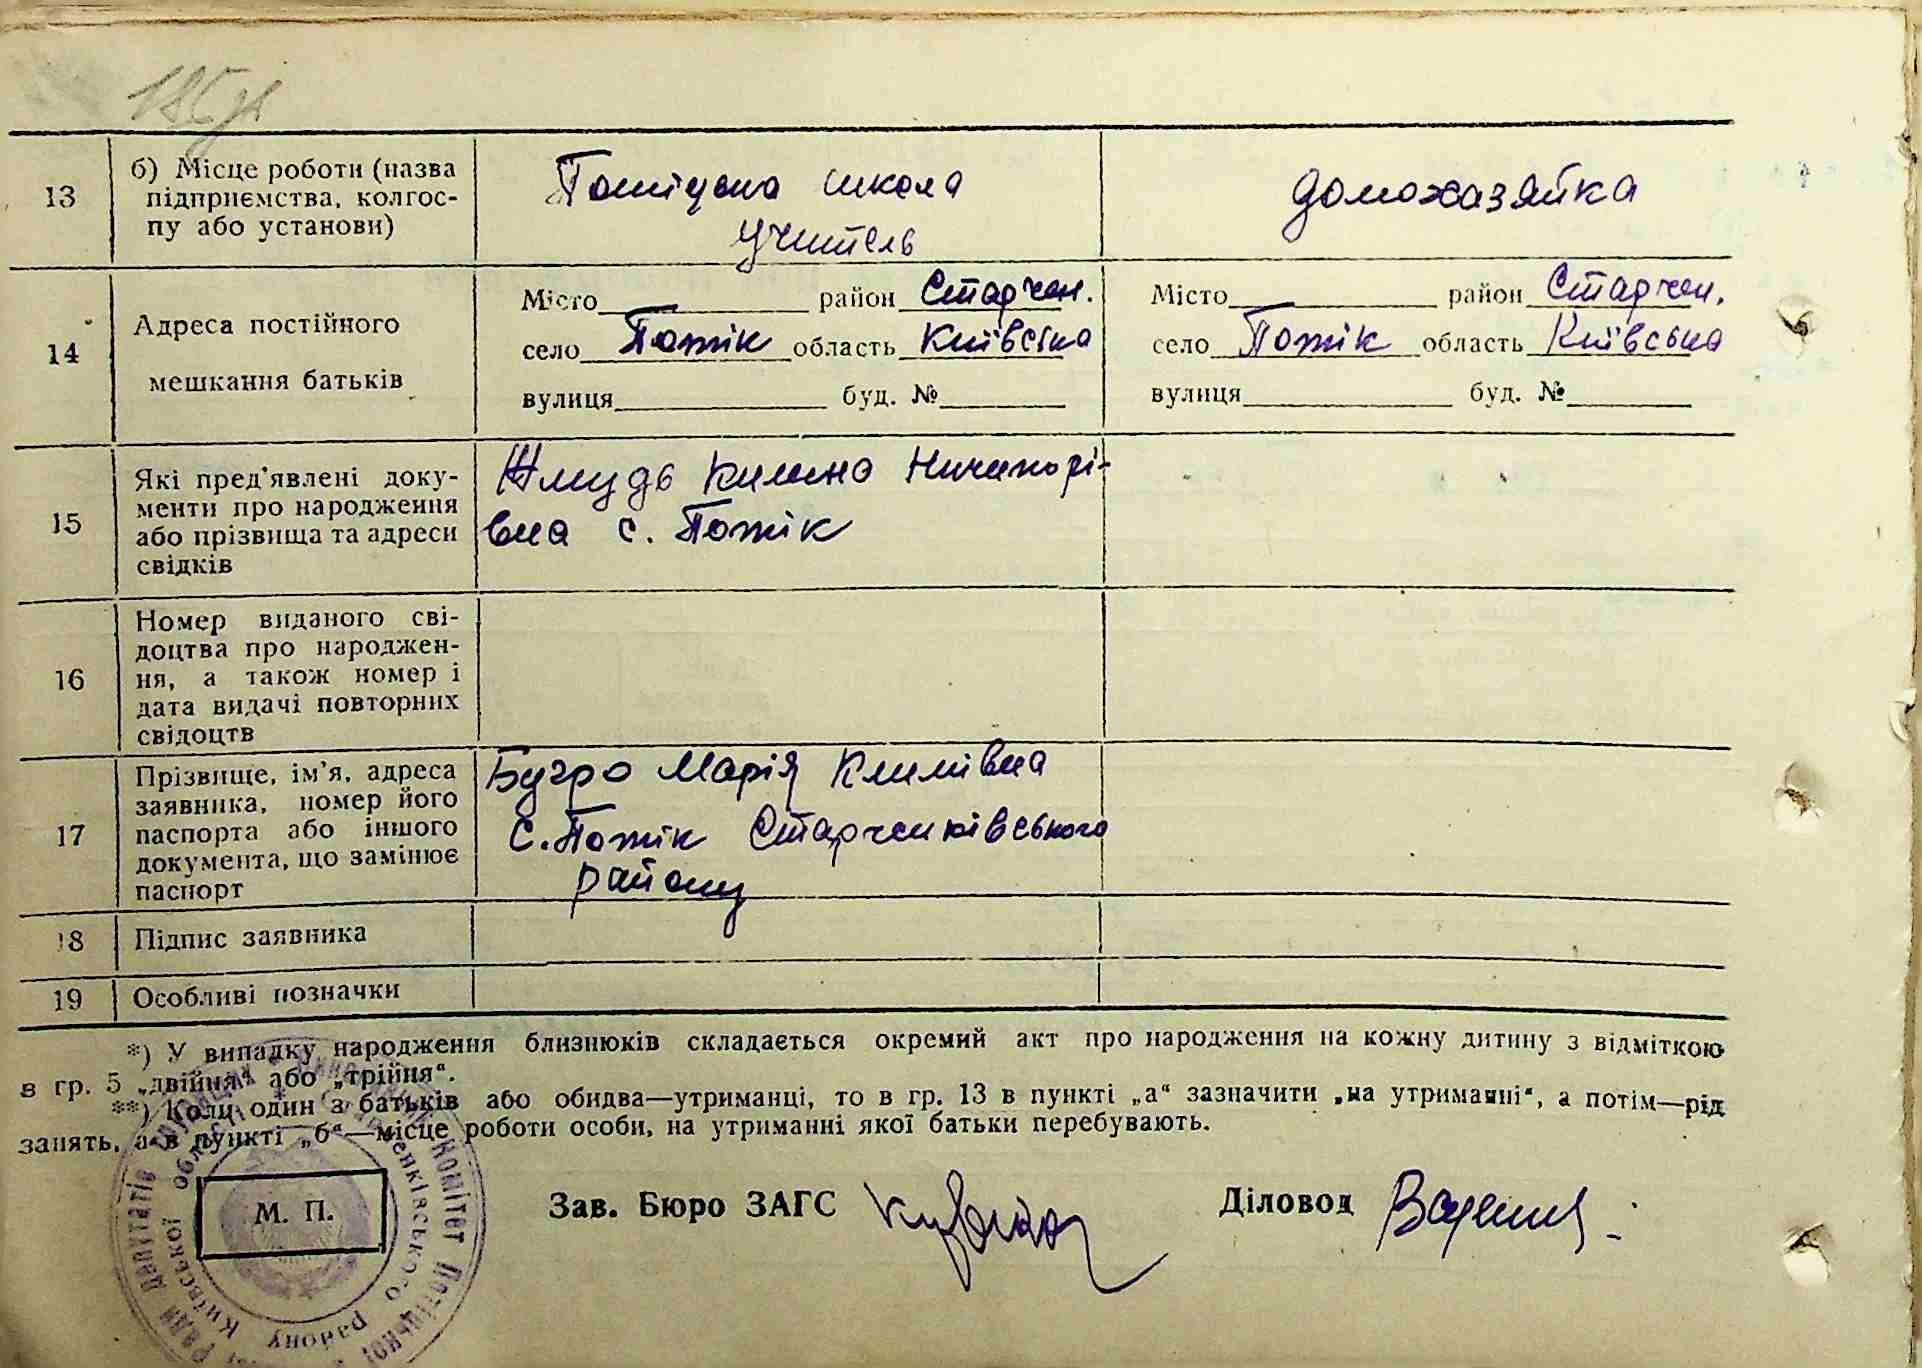 13
б) Місце роботи (назва
підприємства, колгос-
пу або установи)
школа
учитель
домохазяйка
14
Адреса постійного
мешкання батьків
Місто район Старчен.
село Потік область Київська
вулиця буд. №
Місто район Старчен.
село Потік область Київська
вулиця буд. №
15
Які пред'явлені доку-
менти про народження
або прізвища та адреси
свідків
Жмудь Килина Ничипорі-
вна с. Потік
16
Номер виданого сві-
доцтва про народжен-
ня, а також номер і
дата видачі повторних
свідоцтв
17
Прізвище, ім'я, адреса
заявника, номер його
паспорта або іншого
документа, що замінює
паспорт
Бугро Марія Климівна
с. Потік Старченківського
району
18
Підпис заявника
19
Особливі позначки
*) У випадку народження близнюків складається окремий акт про народження на кожну дитину з відміткою
в гр. 5 „двійня“ або „трійня“.
**) Коли один з батьків або обидва—утриманці, то в гр. 13 в пункті „а“ зазначити „на утриманні“, а потім—рід
занять, а в пункті „б“—місце роботи особи, на утриманні якої батьки перебувають.
М. П.
Зав. Бюро ЗАГС
Діловод
Київської області
району
комітет
депутатів